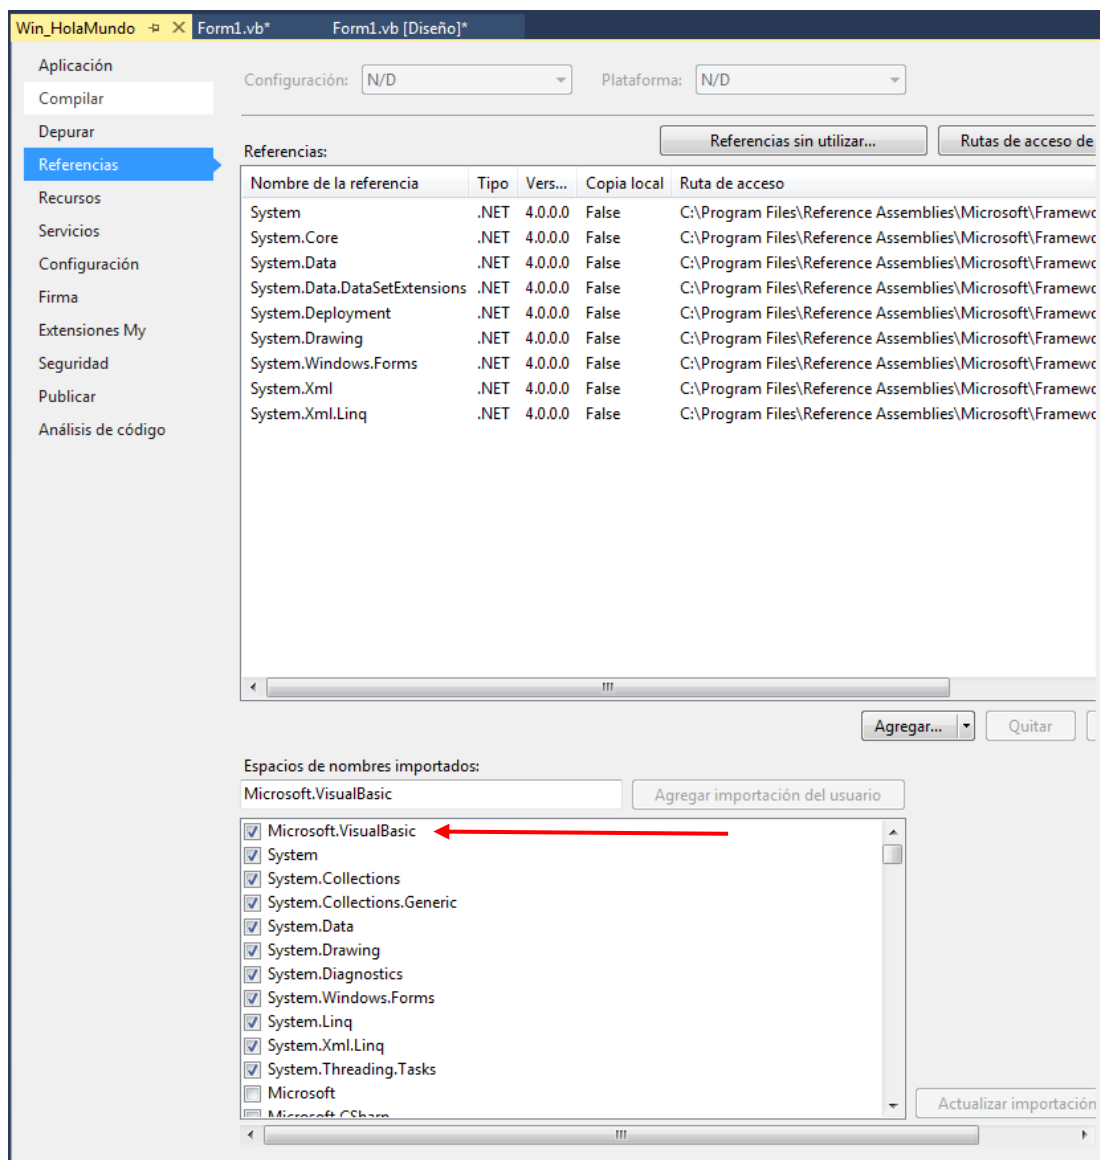 Win_HolaMundo Form1.vb* Form1.vb [Diseño]*
Aplicación
Compilar
Depurar
Referencias
Recursos
Servicios
Configuración
Firma
Extensiones My
Seguridad
Publicar
Análisis de código
Configuración: N/D Plataforma: N/D
Referencias sin utilizar... Rutas de acceso de
Referencias:
Nombre de la referencia Tipo Vers... Copia local Ruta de acceso
System .NET 4.0.0.0 False C:\Program Files\Reference Assemblies\Microsoft\Framewo
System.Core .NET 4.0.0.0 False C:\Program Files\Reference Assemblies\Microsoft\Framewo
System.Data .NET 4.0.0.0 False C:\Program Files\Reference Assemblies\Microsoft\Framewo
System.Data.DataSetExtensions .NET 4.0.0.0 False C:\Program Files\Reference Assemblies\Microsoft\Framewo
System.Deployment .NET 4.0.0.0 False C:\Program Files\Reference Assemblies\Microsoft\Framewo
System.Drawing .NET 4.0.0.0 False C:\Program Files\Reference Assemblies\Microsoft\Framewo
System.Windows.Forms .NET 4.0.0.0 False C:\Program Files\Reference Assemblies\Microsoft\Framewo
System.Xml .NET 4.0.0.0 False C:\Program Files\Reference Assemblies\Microsoft\Framewo
System.Xml.Linq .NET 4.0.0.0 False C:\Program Files\Reference Assemblies\Microsoft\Framewo
Agregar... Quitar
Espacios de nombres importados:
Microsoft.VisualBasic Agregar importación del usuario
Microsoft.VisualBasic
System
System.Collections
System.Collections.Generic
System.Data
System.Drawing
System.Diagnostics
System.Windows.Forms
System.Linq
System.Xml.Linq
System.Threading.Tasks
Microsoft
Microsoft.CSharp
Actualizar importación